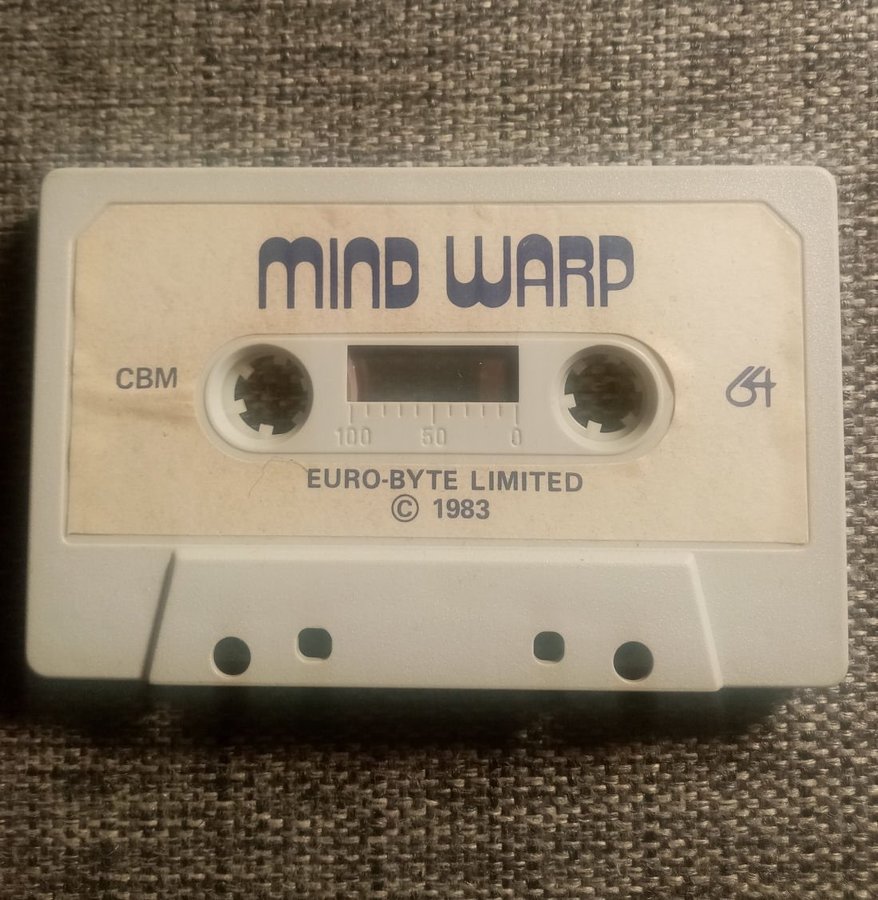 MIND WARP
CBM
64
100 50 0
EURO-BYTE LIMITED
© 1983